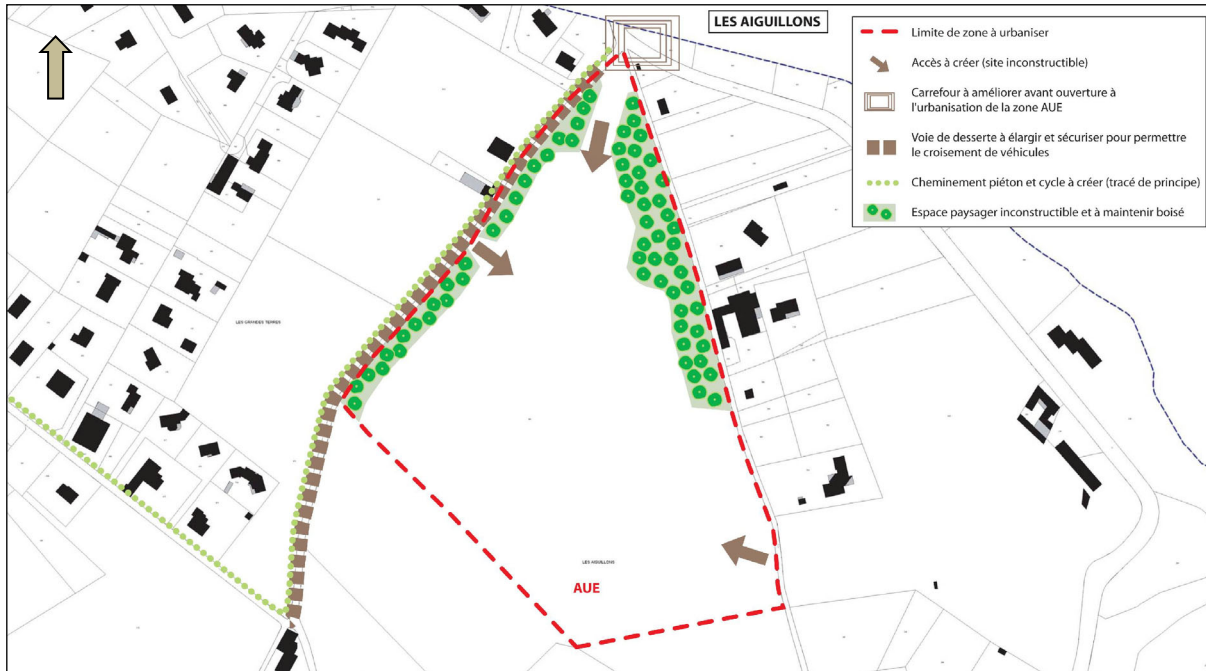 LES AIGUILLONS
Limite de zone à urbaniser
Accès à créer (site inconstructible)
Carrefour à améliorer avant ouverture à
l'urbanisation de la zone AUE
Voie de desserte à élargir et sécuriser pour permettre
le croisement de véhicules
Cheminement piéton et cycle à créer (tracé de principe)
Espace paysager inconstructible et à maintenir boisé
LES GRANDES TERRES
LES AIGUILLONS
AUE